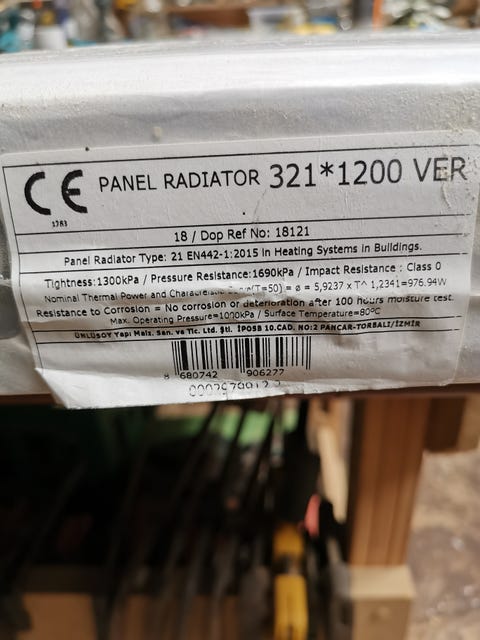 CE PANEL RADIATOR 321*1200 VER
1783
18 / Dop Ref No: 18121
Panel Radiator Type: 21 EN442-1:2015 in Heating Systems in Buildings.
Tightness:1300kPa / Pressure Resistance:1690kPa / Impact Resistance : Class 0
Nominal Thermal Power and Characteristic (T=50) = ø = 5,9237 x T^ 1,2341=976.94W
Resistance to Corrosion = No corrosion or deterioration after 100 hours moisture test.
Max. Operating Pressure=1000kPa / Surface Temperature=80ºC
ÜNLÜSOY Yapı Malz. San. ve Tic. Ltd. Şti. İPOSB 10.CAD. NO:2 PANCAR-TORBALI/İZMİR
8 680742 906277